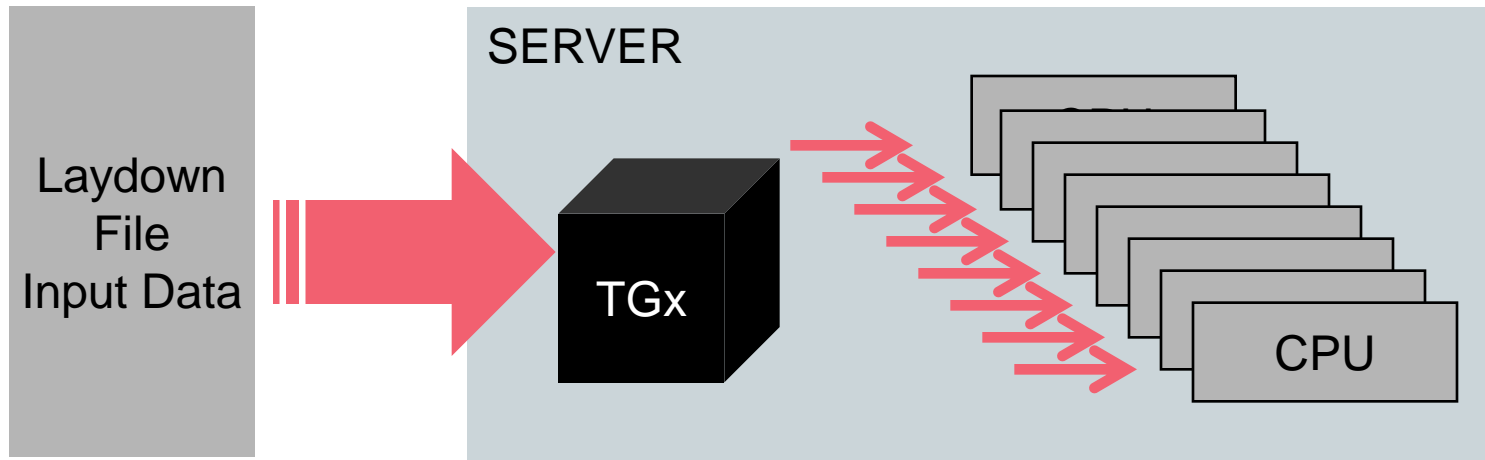 Laydown
File
Input Data
SERVER
TGx
CPU